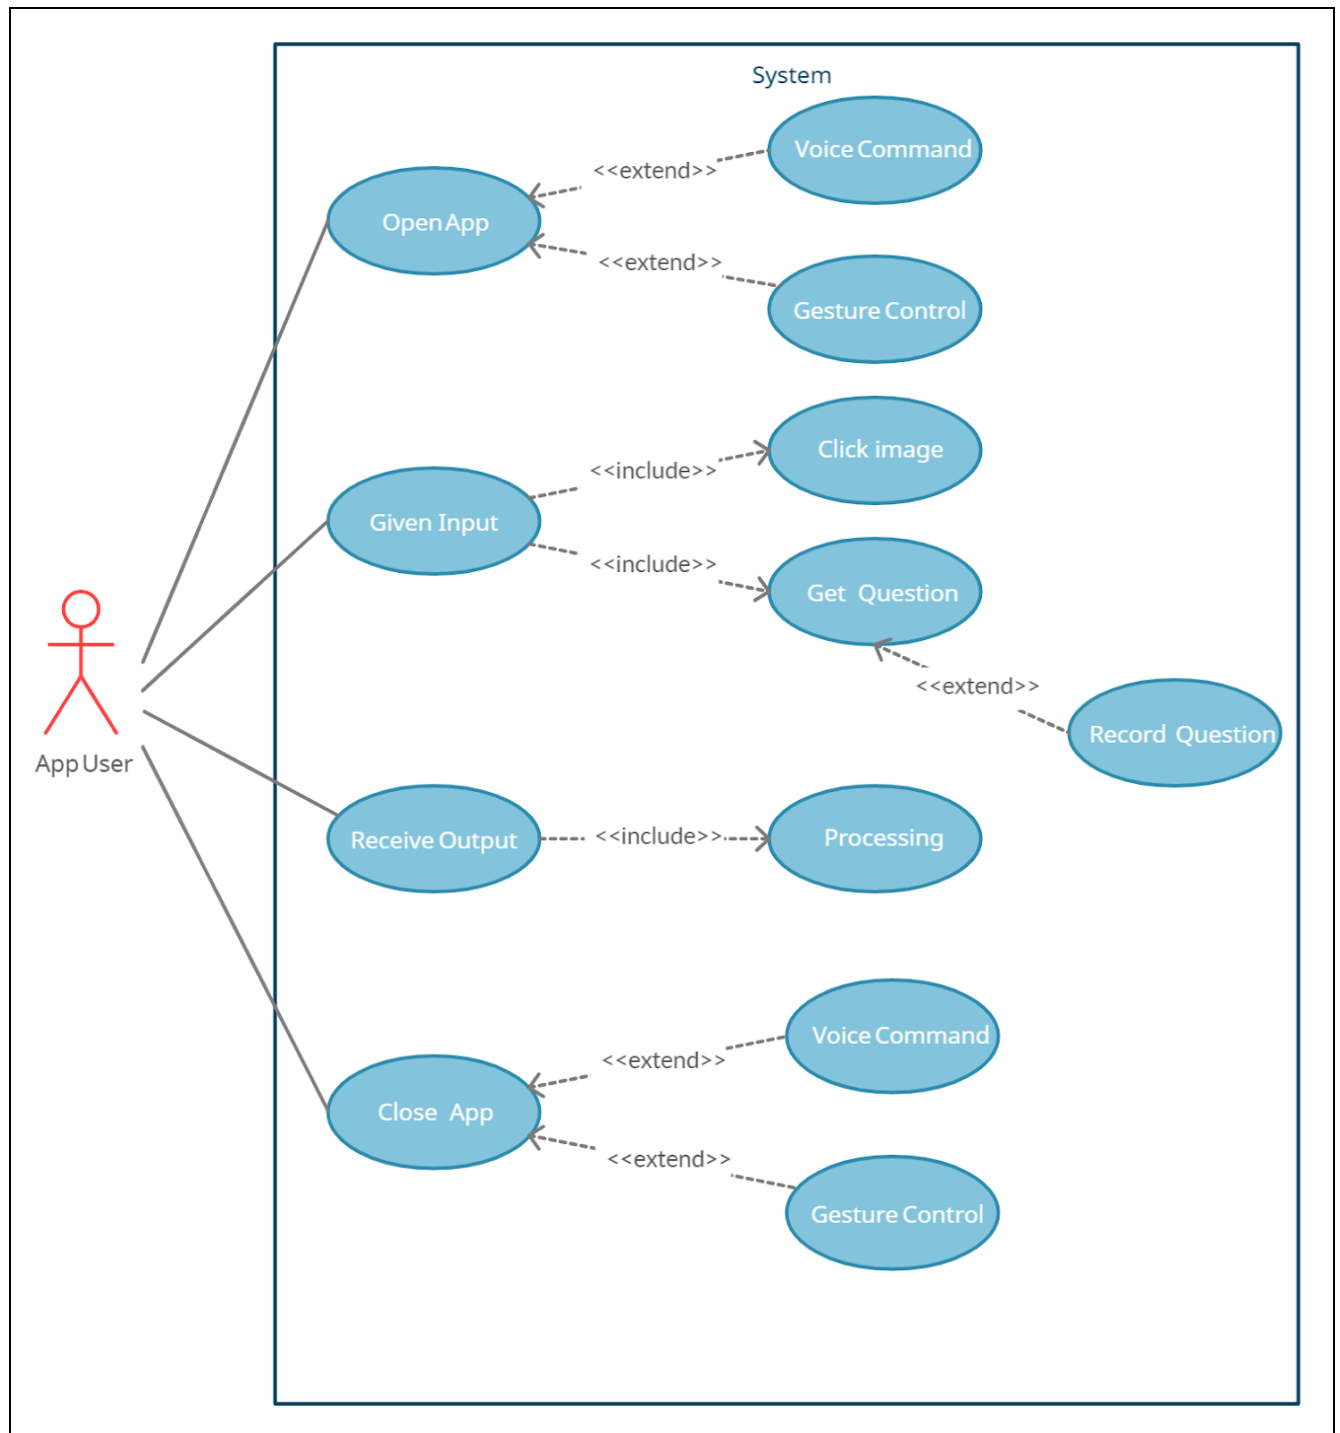 System
Voice Command
<<extend>>
Open App
<<extend>>
Gesture Control
Click image
<<include>>
Given Input
<<include>>
Get Question
<<extend>>
Record Question
App User
Receive Output
<<include>>
Processing
Voice Command
<<extend>>
Close App
<<extend>>
Gesture Control